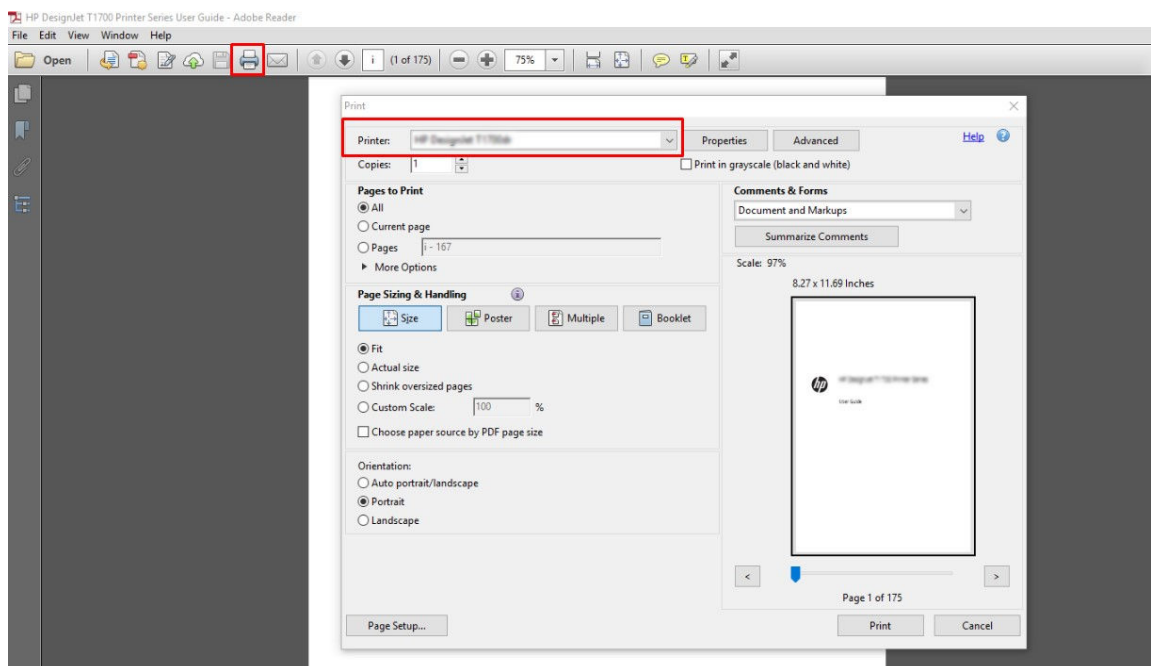 HP DesignJet T1700 Printer Series User Guide - Adobe Reader
File Edit View Window Help
Open i (1 of 175) 75%
Print
Printer: Properties Advanced Help
Copies: 1 Print in grayscale (black and white)
Pages to Print
All
Current page
Pages i - 167
More Options
Comments & Forms
Document and Markups
Summarize Comments
Page Sizing & Handling
Size Poster Multiple Booklet
Fit
Actual size
Shrink oversized pages
Custom Scale: 100 %
Choose paper source by PDF page size
Orientation:
Auto portrait/landscape
Portrait
Landscape
Scale: 97%
8.27 x 11.69 Inches
hp
User Guide
< >
Page 1 of 175
Page Setup... Print Cancel